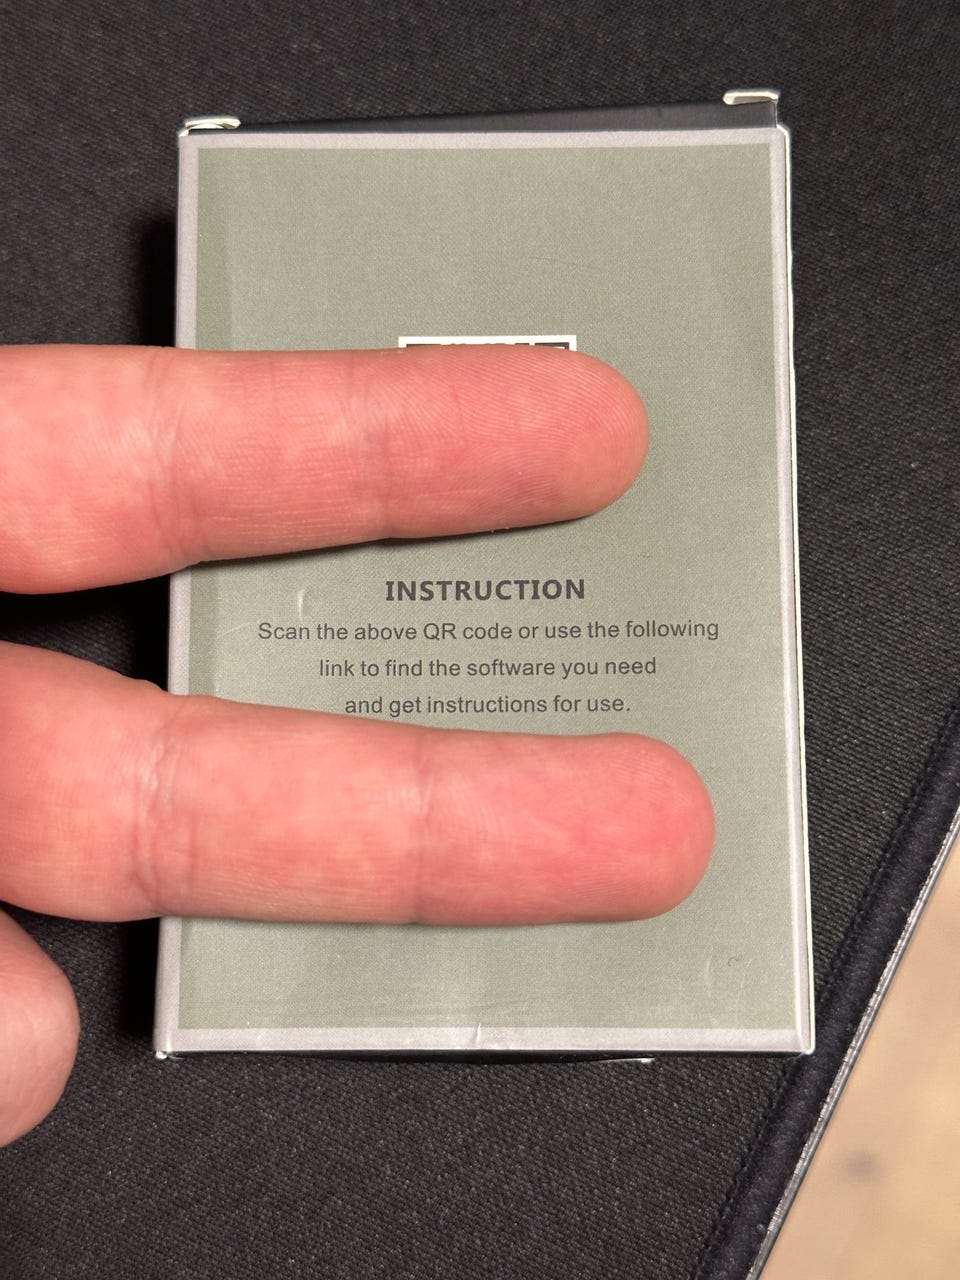 INSTRUCTION
Scan the above QR code or use the following
link to find the software you need
and get instructions for use.